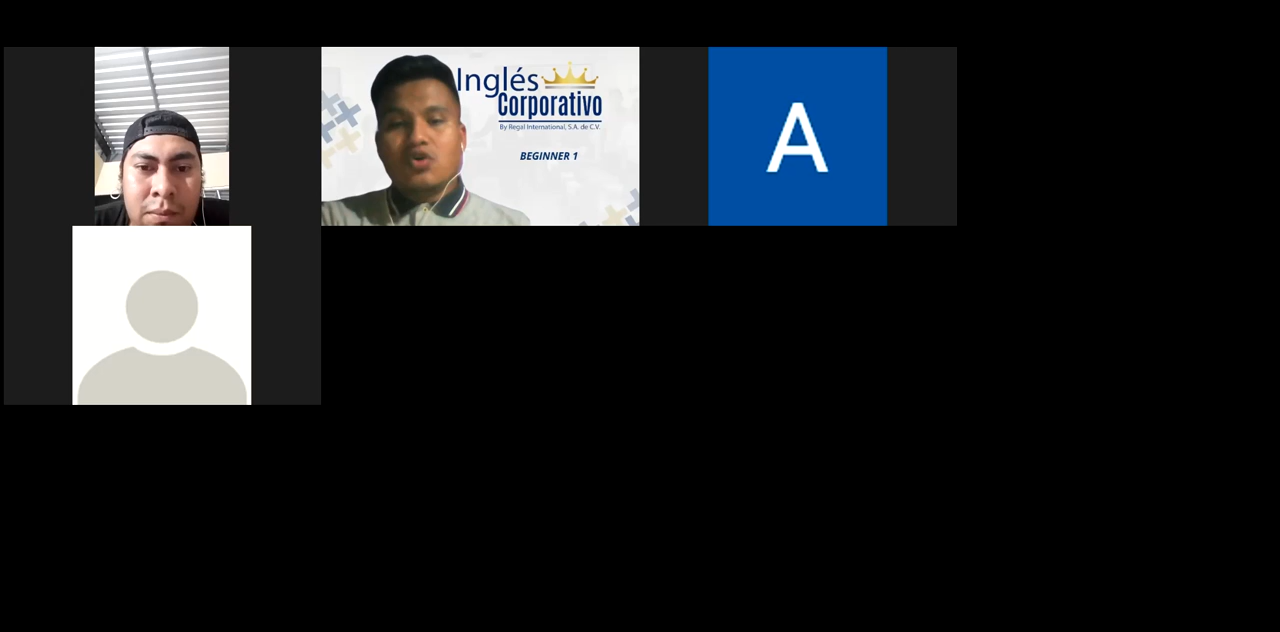 Inglés
Corporativo
By Regal International, S.A. de C.V.
BEGINNER 1
A